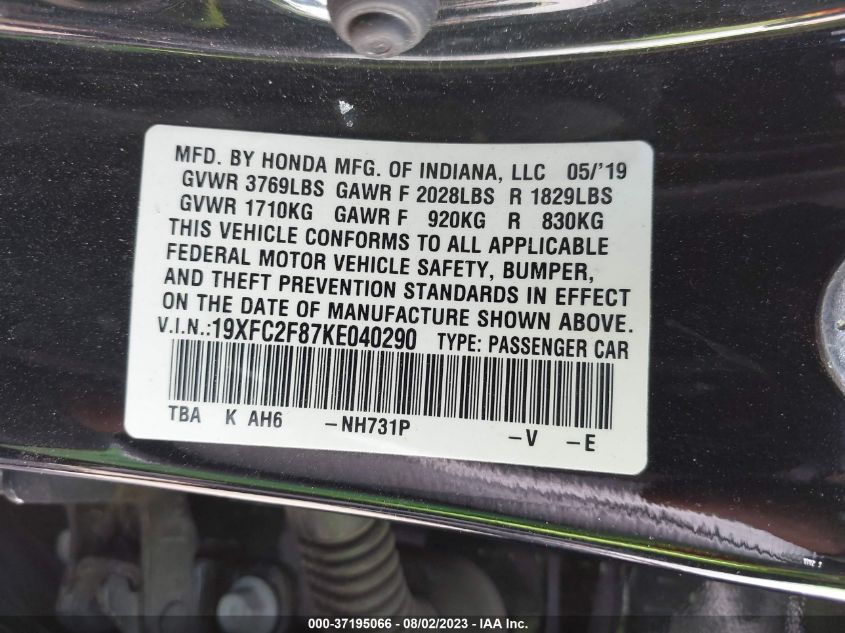 MFD. BY HONDA MFG. OF INDIANA, LLC 05/'19
GVWR 3769LBS GAWR F 2028LBS R 1829LBS
GVWR 1710KG GAWR F 920KG R 830KG
THIS VEHICLE CONFORMS TO ALL APPLICABLE
FEDERAL MOTOR VEHICLE SAFETY, BUMPER,
AND THEFT PREVENTION STANDARDS IN EFFECT
ON THE DATE OF MANUFACTURE SHOWN ABOVE.
V.I.N.:19XFC2F87KE040290 TYPE: PASSENGER CAR
TBA K AH6 -NH731P -V -E
000-37195066 - 08/02/2023 - IAAI Inc.